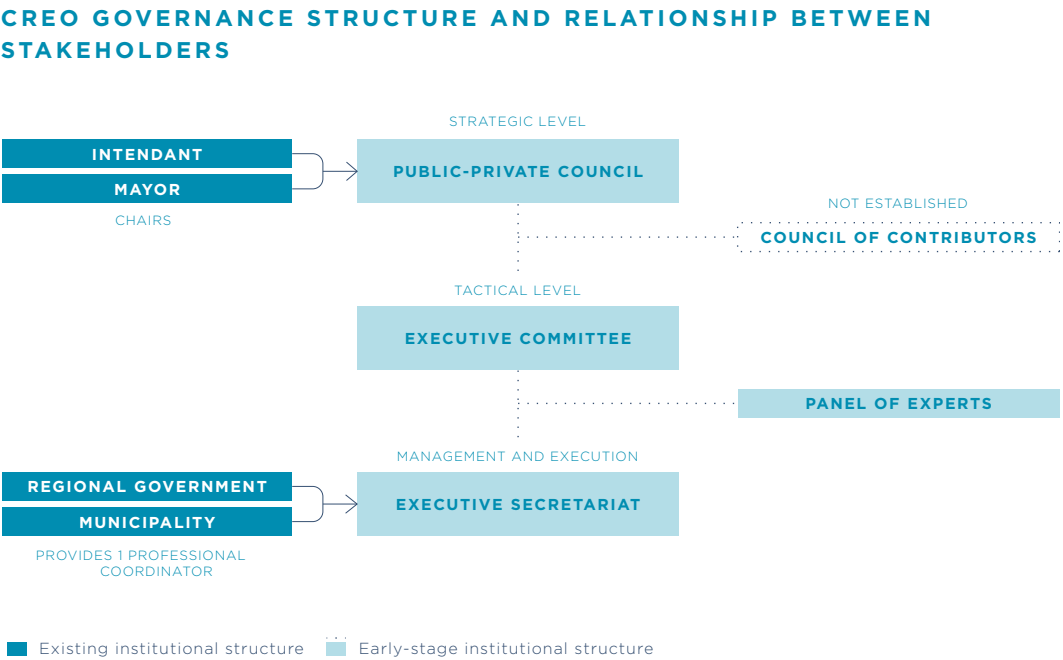 CREO GOVERNANCE STRUCTURE AND RELATIONSHIP BETWEEN
STAKEHOLDERS
STRATEGIC LEVEL
INTENDANT
MAYOR
CHAIRS
PUBLIC-PRIVATE COUNCIL
NOT ESTABLISHED
COUNCIL OF CONTRIBUTORS
TACTICAL LEVEL
EXECUTIVE COMMITTEE
PANEL OF EXPERTS
MANAGEMENT AND EXECUTION
REGIONAL GOVERNMENT
MUNICIPALITY
PROVIDES 1 PROFESSIONAL
COORDINATOR
EXECUTIVE SECRETARIAT
Existing institutional structure
Early-stage institutional structure